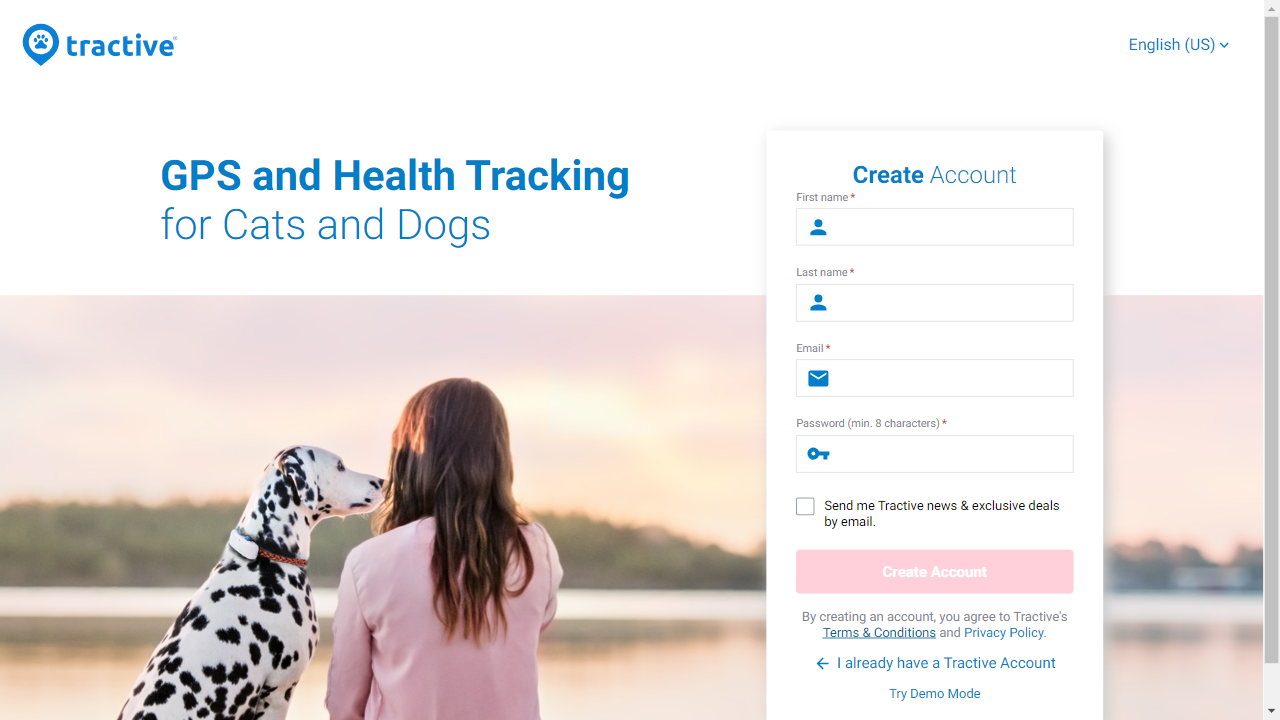 tractive®
English (US)
GPS and Health Tracking
for Cats and Dogs
Create Account
First name *
Last name *
Email *
Password (min. 8 characters) *
Send me Tractive news & exclusive deals
by email.
Create Account
By creating an account, you agree to Tractive's
Terms & Conditions and Privacy Policy.
I already have a Tractive Account
Try Demo Mode